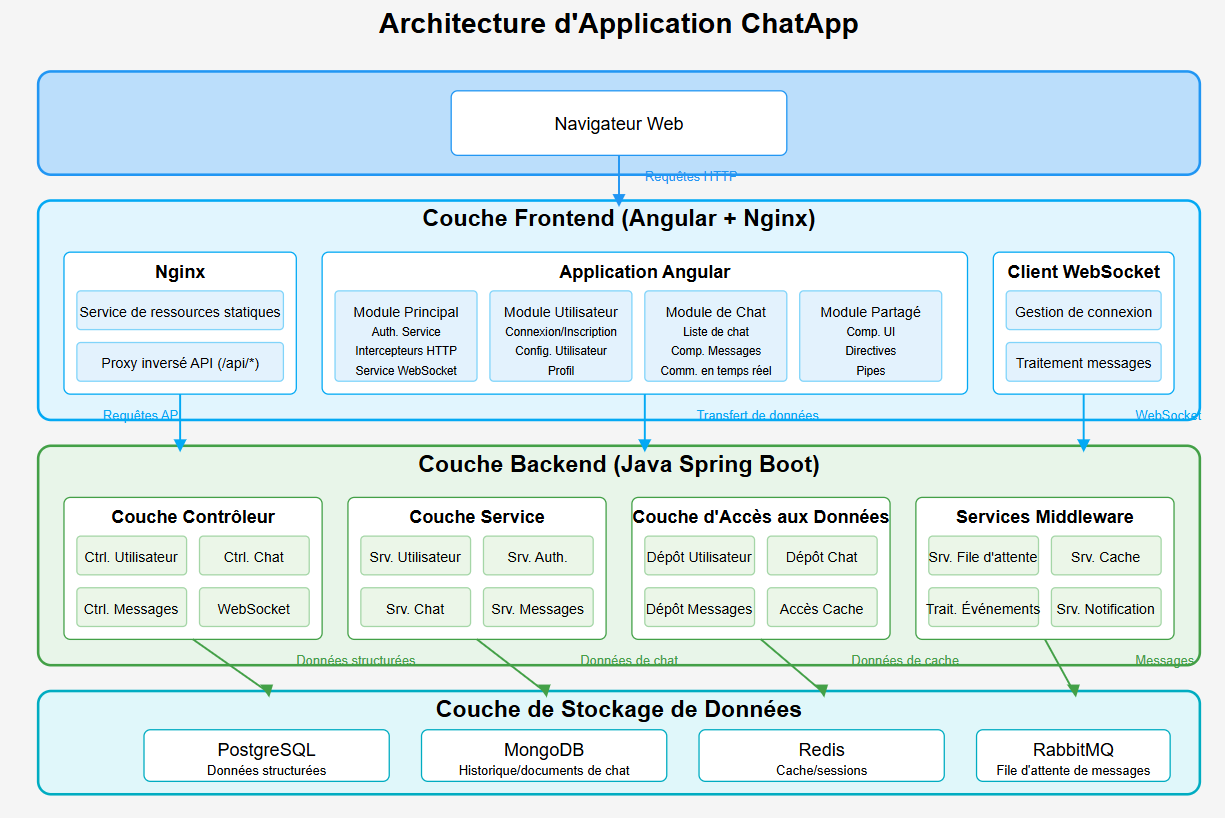 Architecture d'Application ChatApp
Navigateur Web
Requêtes HTTP
Couche Frontend (Angular + Nginx)
Nginx
Service de ressources statiques
Proxy inversé API (/api/*)
Application Angular
Module Principal
Auth. Service
Intercepteurs HTTP
Service WebSocket
Module Utilisateur
Connexion/Inscription
Config. Utilisateur
Profil
Module de Chat
Liste de chat
Comp. Messages
Comm. en temps réel
Module Partagé
Comp. UI
Directives
Pipes
Client WebSocket
Gestion de connexion
Traitement messages
Requêtes API
Transfert de données
WebSocket
Couche Backend (Java Spring Boot)
Couche Contrôleur
Ctrl. Utilisateur
Ctrl. Chat
Ctrl. Messages
WebSocket
Couche Service
Srv. Utilisateur
Srv. Auth.
Srv. Chat
Srv. Messages
Couche d'Accès aux Données
Dépôt Utilisateur
Dépôt Chat
Dépôt Messages
Accès Cache
Services Middleware
Srv. File d'attente
Srv. Cache
Trait. Événements
Srv. Notification
Données structurées
Données de chat
Données de cache
Messages
Couche de Stockage de Données
PostgreSQL
Données structurées
MongoDB
Historique/documents de chat
Redis
Cache/sessions
RabbitMQ
File d'attente de messages